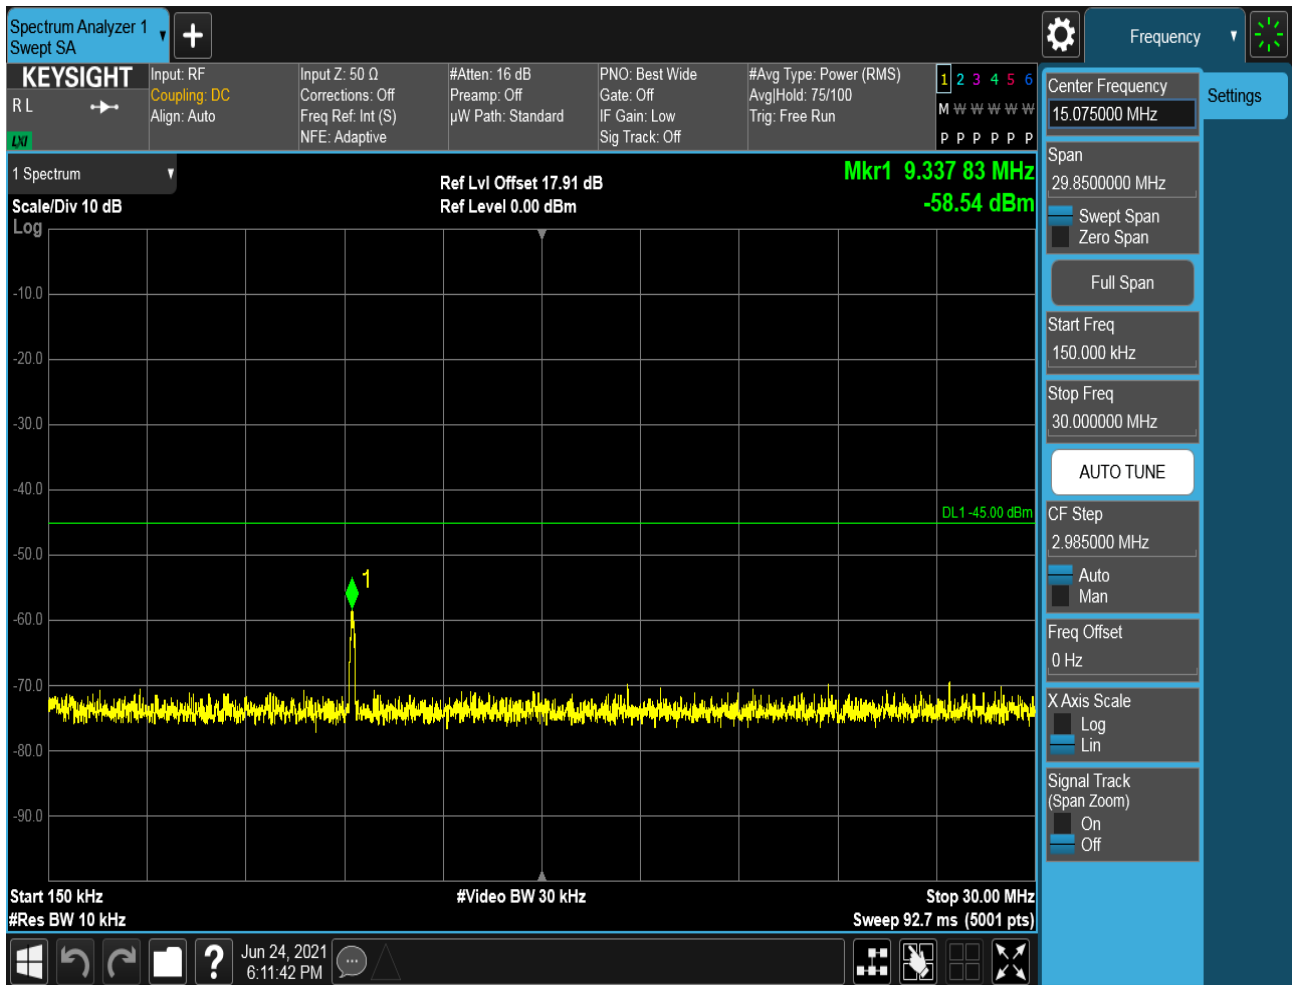 Spectrum Analyzer 1
Swept SA
Frequency
KEYSIGHT
R L
LXI
Input: RF
Coupling: DC
Align: Auto
Input Z: 50 Ω
Corrections: Off
Freq Ref: Int (S)
NFE: Adaptive
#Atten: 16 dB
Preamp: Off
µW Path: Standard
PNO: Best Wide
Gate: Off
IF Gain: Low
Sig Track: Off
#Avg Type: Power (RMS)
Avg|Hold: 75/100
Trig: Free Run
1 2 3 4 5 6
M W W W W W
P P P P P P
1 Spectrum
Scale/Div 10 dB
Log
Ref Lvl Offset 17.91 dB
Ref Level 0.00 dBm
Mkr1 9.337 83 MHz
-58.54 dBm
-10.0
-20.0
-30.0
-40.0
DL1 -45.00 dBm
-50.0
1
-60.0
-70.0
-80.0
-90.0
Start 150 kHz
#Res BW 10 kHz
#Video BW 30 kHz
Stop 30.00 MHz
Sweep 92.7 ms (5001 pts)
?
Jun 24, 2021
6:11:42 PM
Settings
Center Frequency
15.075000 MHz
Span
29.8500000 MHz
Swept Span
Zero Span
Full Span
Start Freq
150.000 kHz
Stop Freq
30.000000 MHz
AUTO TUNE
CF Step
2.985000 MHz
Auto
Man
Freq Offset
0 Hz
X Axis Scale
Log
Lin
Signal Track
(Span Zoom)
On
Off